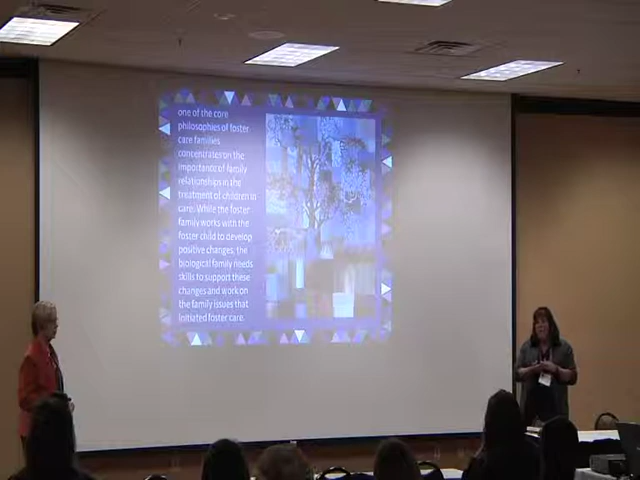 one of the core
philosophies of foster
care families
concentrates on the
importance of family
relationships in the
treatment of children in
care. While the foster
family works with the
foster child to develop
positive changes, the
biological family needs
skills to support these
changes and work on
the family issues that
initiated foster care.